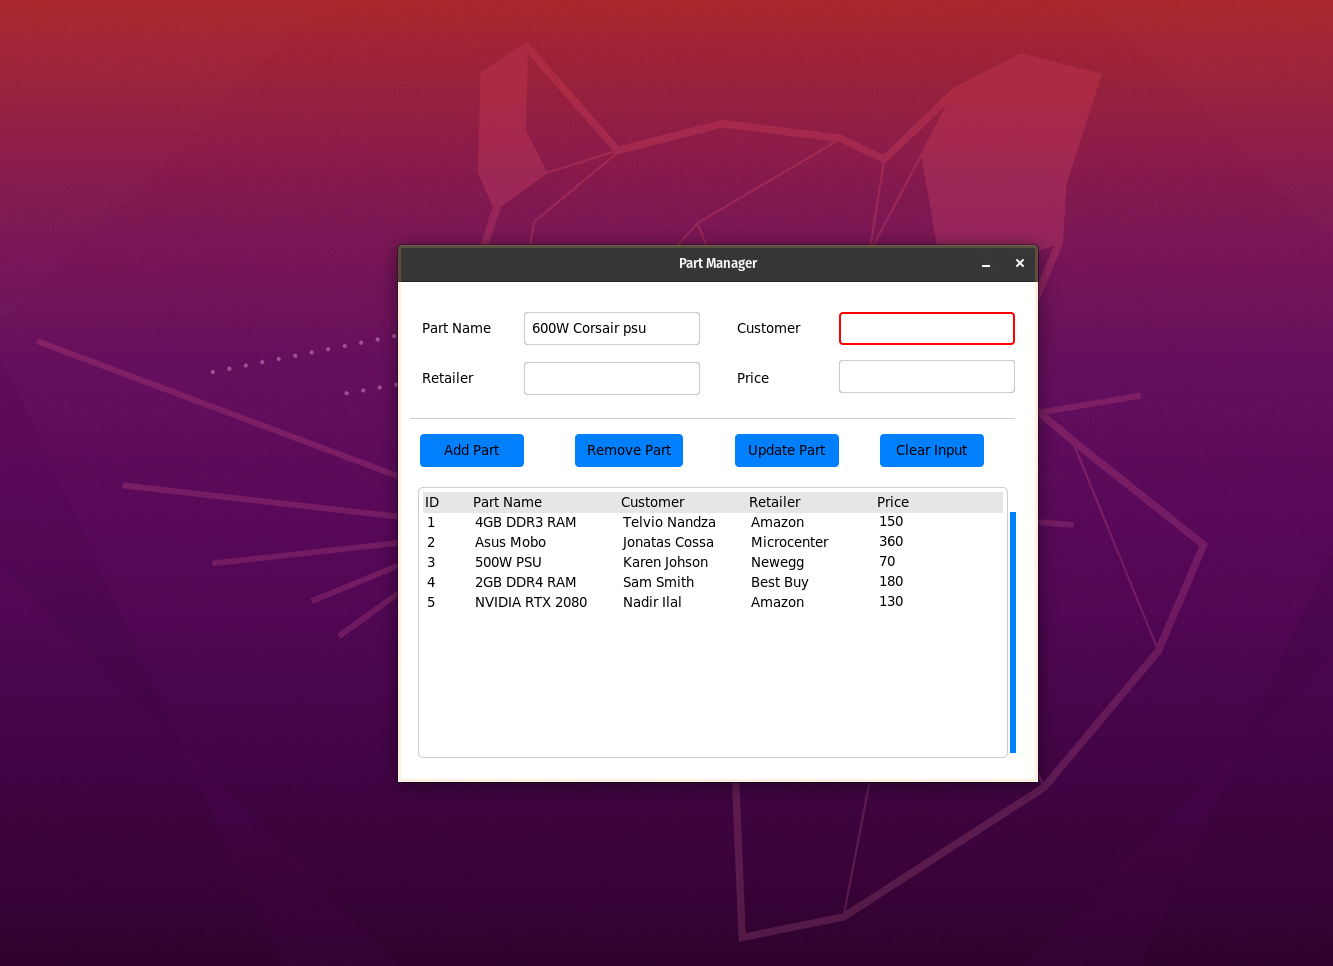 Part Manager
Part Name 600W Corsair psu Customer
Retailer Price
Add Part Remove Part Update Part Clear Input
ID Part Name Customer Retailer Price
1 4GB DDR3 RAM Telvio Nandza Amazon 150
2 Asus Mobo Jonatas Cossa Microcenter 360
3 500W PSU Karen Johson Newegg 70
4 2GB DDR4 RAM Sam Smith Best Buy 180
5 NVIDIA RTX 2080 Nadir Ilal Amazon 130